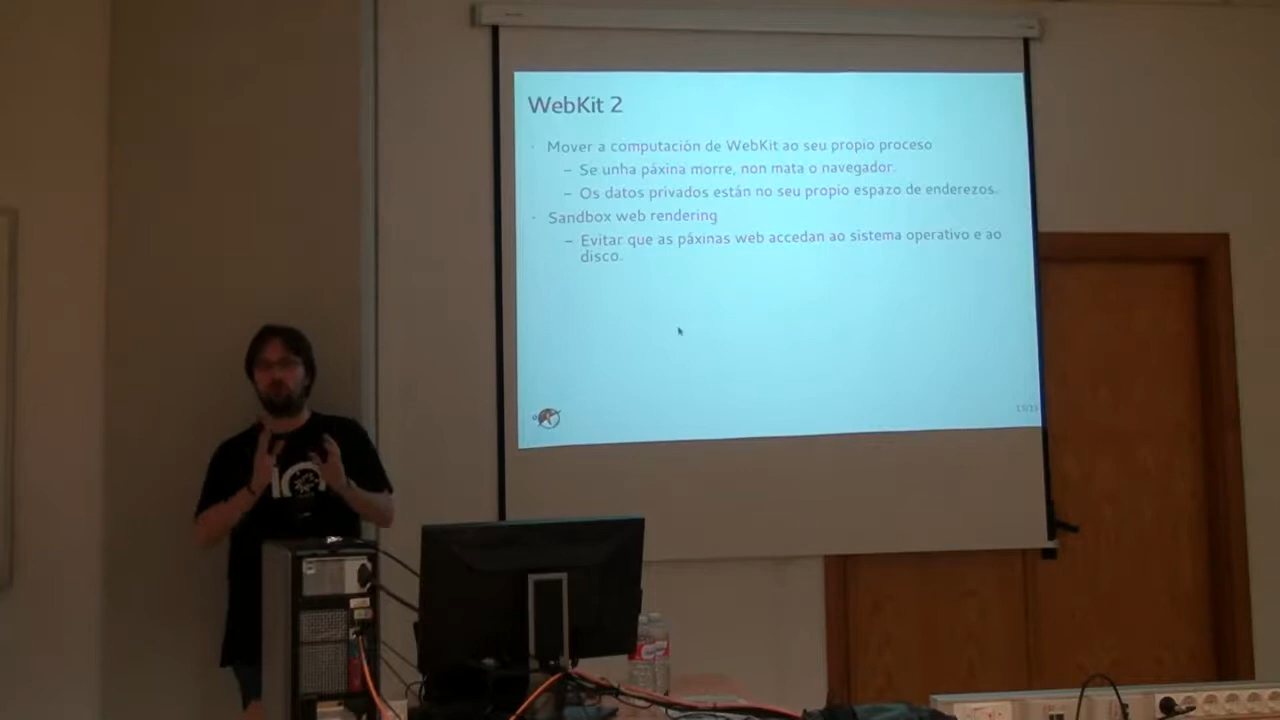 WebKit 2
· Mover a computación de WebKit ao seu propio proceso
– Se unha páxina morre, non mata o navegador.
– Os datos privados están no seu propio espazo de enderezos.
· Sandbox web rendering
– Evitar que as páxinas web accedan ao sistema operativo e ao
disco.